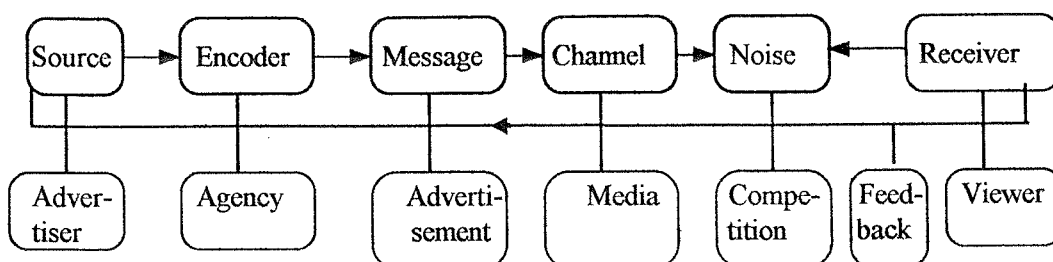 Source
Encoder
Message
Channel
Noise
Receiver
Adver-
tiser
Agency
Adverti-
sement
Media
Compe-
tition
Feed-
back
Viewer